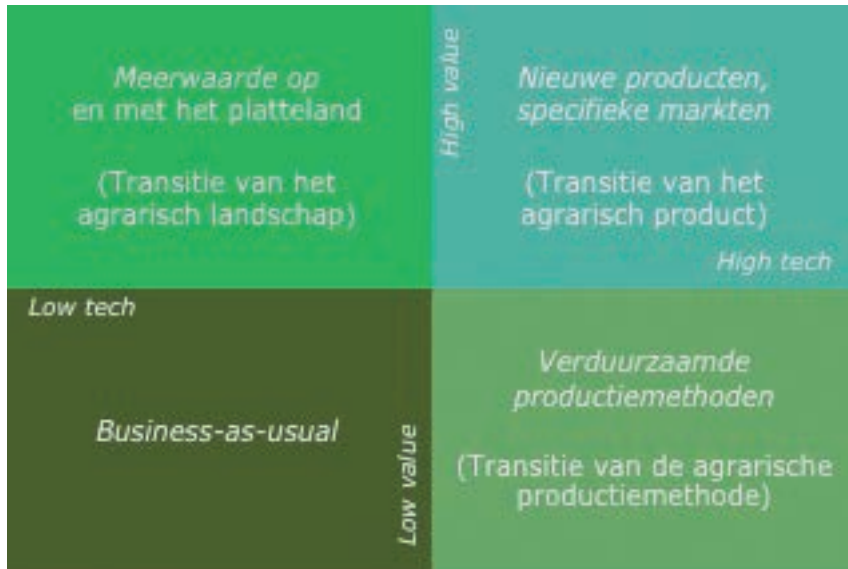 Meerwaarde op
en met het platteland
(Transitie van het
agrarisch landschap)
High value
Nieuwe producten,
specifieke markten
(Transitie van het
agrarisch product)
High tech
Low tech
Business-as-usual
Low value
Verduurzaamde
productiemethoden
(Transitie van de agrarische
productiemethode)